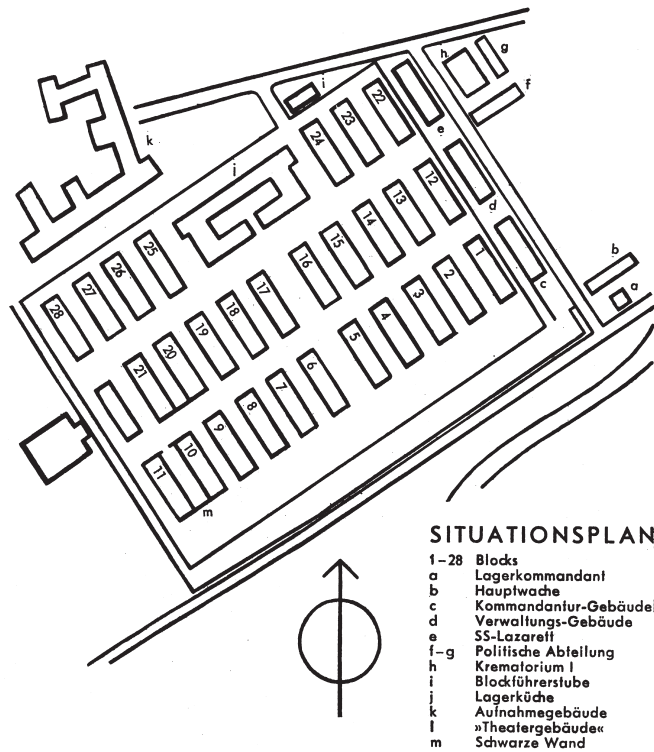 g
h
i
f
22
23
24
e
k
j
12
d
13
14
1
b
15
2
25
16
a
26
3
c
17
27
4
18
28
5
19
20
6
21
7
8
9
10
11
m
SITUATIONSPLAN
1–28 Blocks
a Lagerkommandant
b Hauptwache
c Kommandantur-Gebäude
d Verwaltungs-Gebäude
e SS-Lazarett
f–g Politische Abteilung
h Krematorium I
i Blockführerstube
j Lagerküche
k Aufnahmegebäude
l »Theatergebäude«
m Schwarze Wand